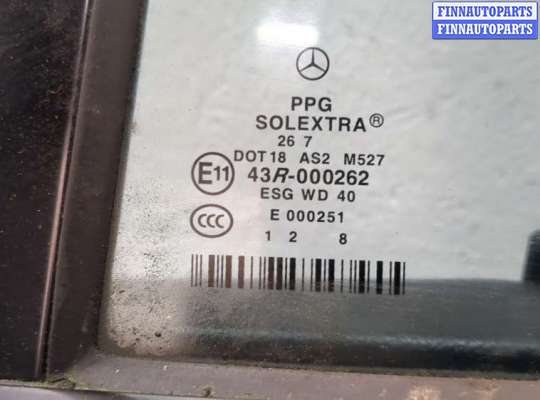 FINNAUTOPARTS
FINNAUTOPARTS
PPG
SOLEXTRA®
26 7
DOT18 AS2 M527
E11 43R-000262
ESG WD 40
CCC E 000251
1 2 8